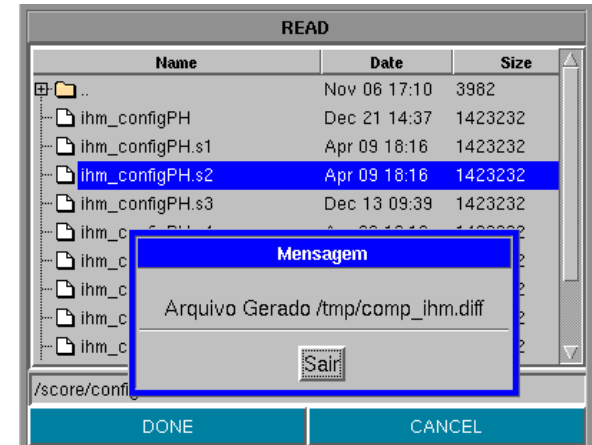 READ
Name Date Size
.. Nov 06 17:10 3982
ihm_configPH Dec 21 14:37 1423232
ihm_configPH.s1 Apr 09 18:16 1423232
ihm_configPH.s2 Apr 09 18:16 1423232
ihm_configPH.s3 Dec 13 09:39 1423232
Mensagem
Arquivo Gerado /tmp/comp_ihm.diff
Sair
DONE CANCEL